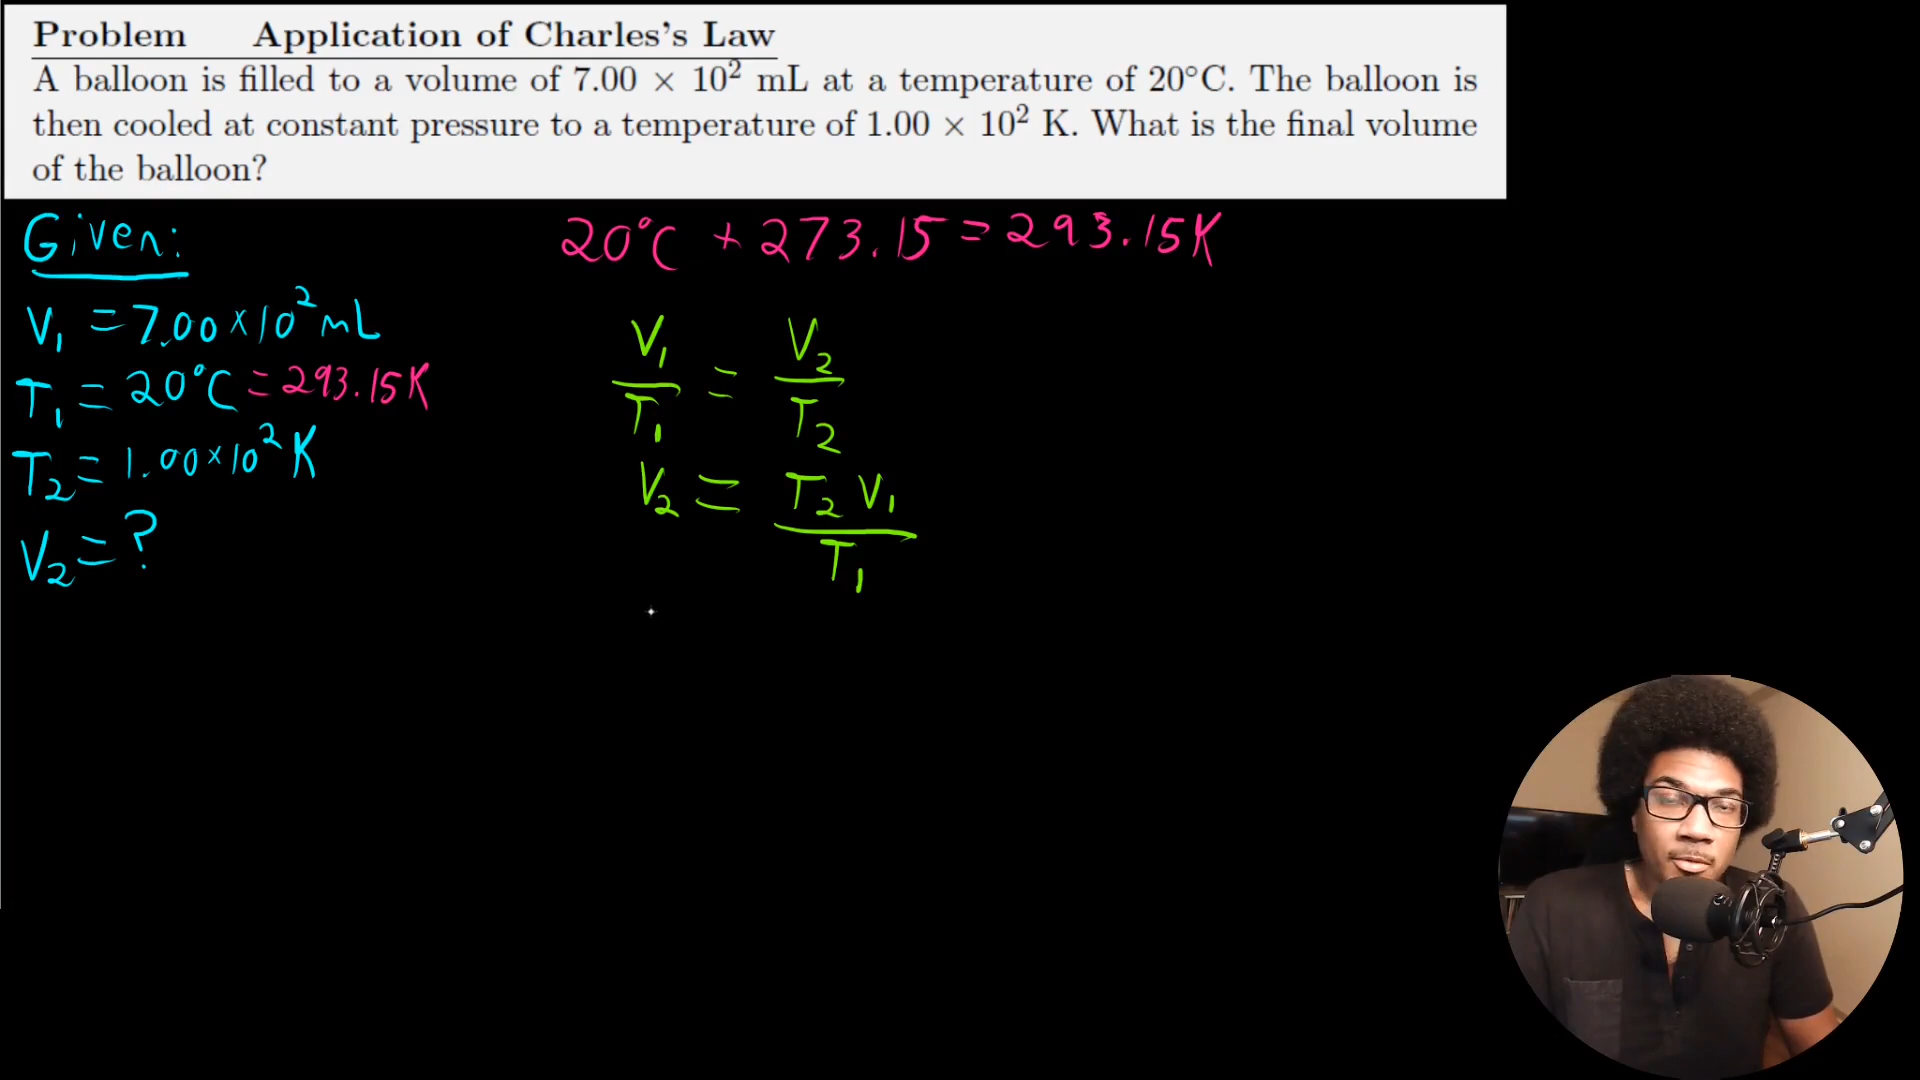 Problem Application of Charles's Law
A balloon is filled to a volume of 7.00 × 10² mL at a temperature of 20°C. The balloon is
then cooled at constant pressure to a temperature of 1.00 × 10² K. What is the final volume
of the balloon?
Given:
V₁ = 7.00 × 10² mL
T₁ = 20°C = 293.15K
T₂ = 1.00 × 10² K
V₂ = ?
20°C + 273.15 = 293.15K
V₁/T₁ = V₂/T₂
V₂ = T₂ V₁/T₁